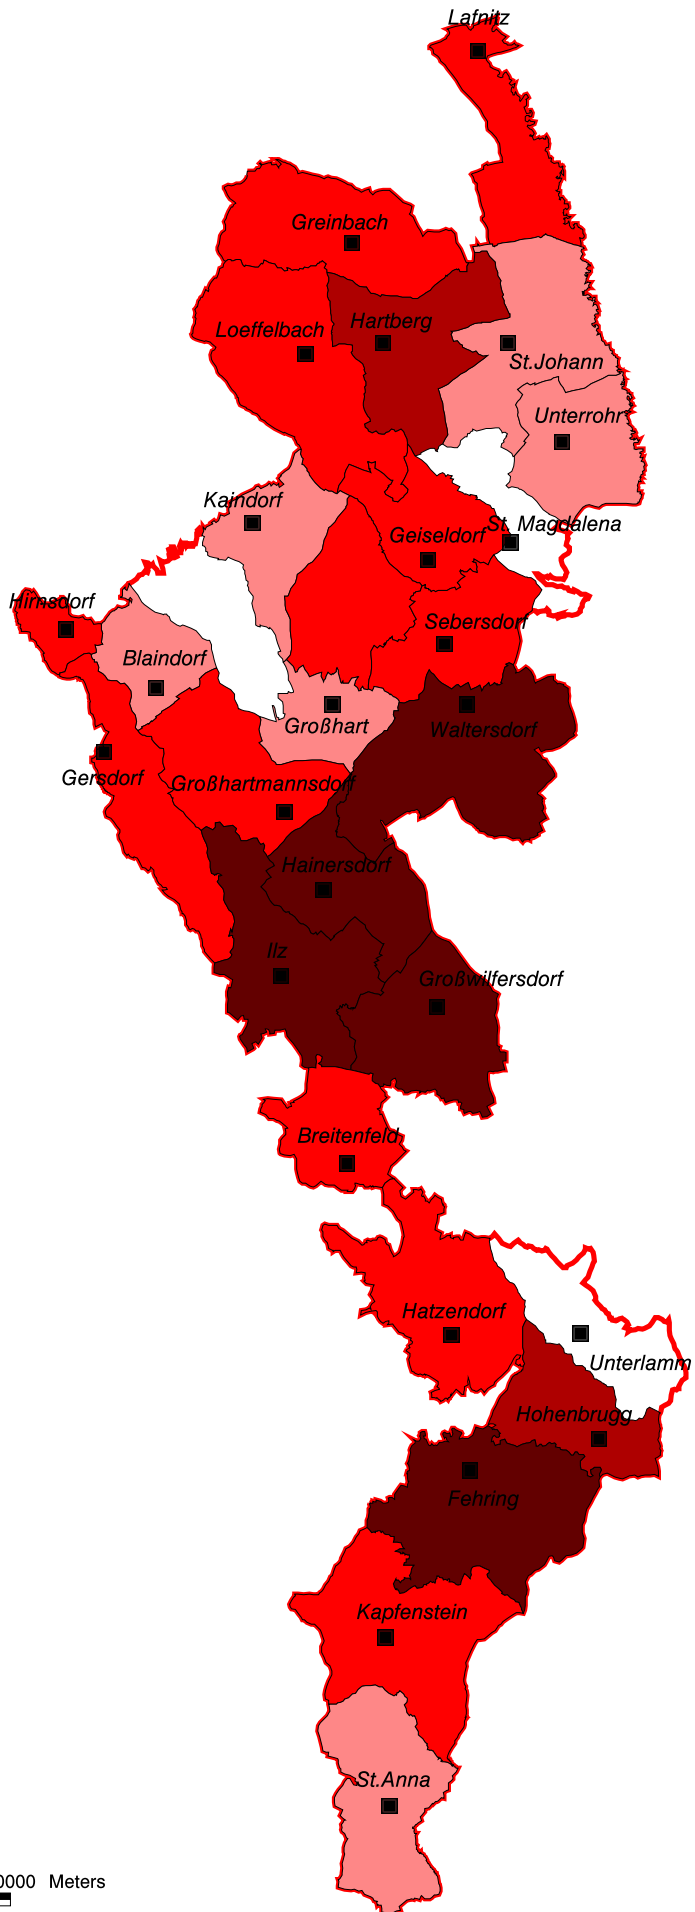 Lafnitz
Greinbach
Hartberg
Loeffelbach
St.Johann
Unterrohr
Kaindorf
St. Magdalena
Geiseldorf
Hirnsdorf
Sebersdorf
Blaindorf
Großhart
Waltersdorf
Gersdorf
Großhartmannsdorf
Hainersdorf
Ilz
Großwilfersdorf
Breitenfeld
Hatzendorf
Unterlamm
Hohenbrugg
Fehring
Kapfenstein
St.Anna
0000 Meters